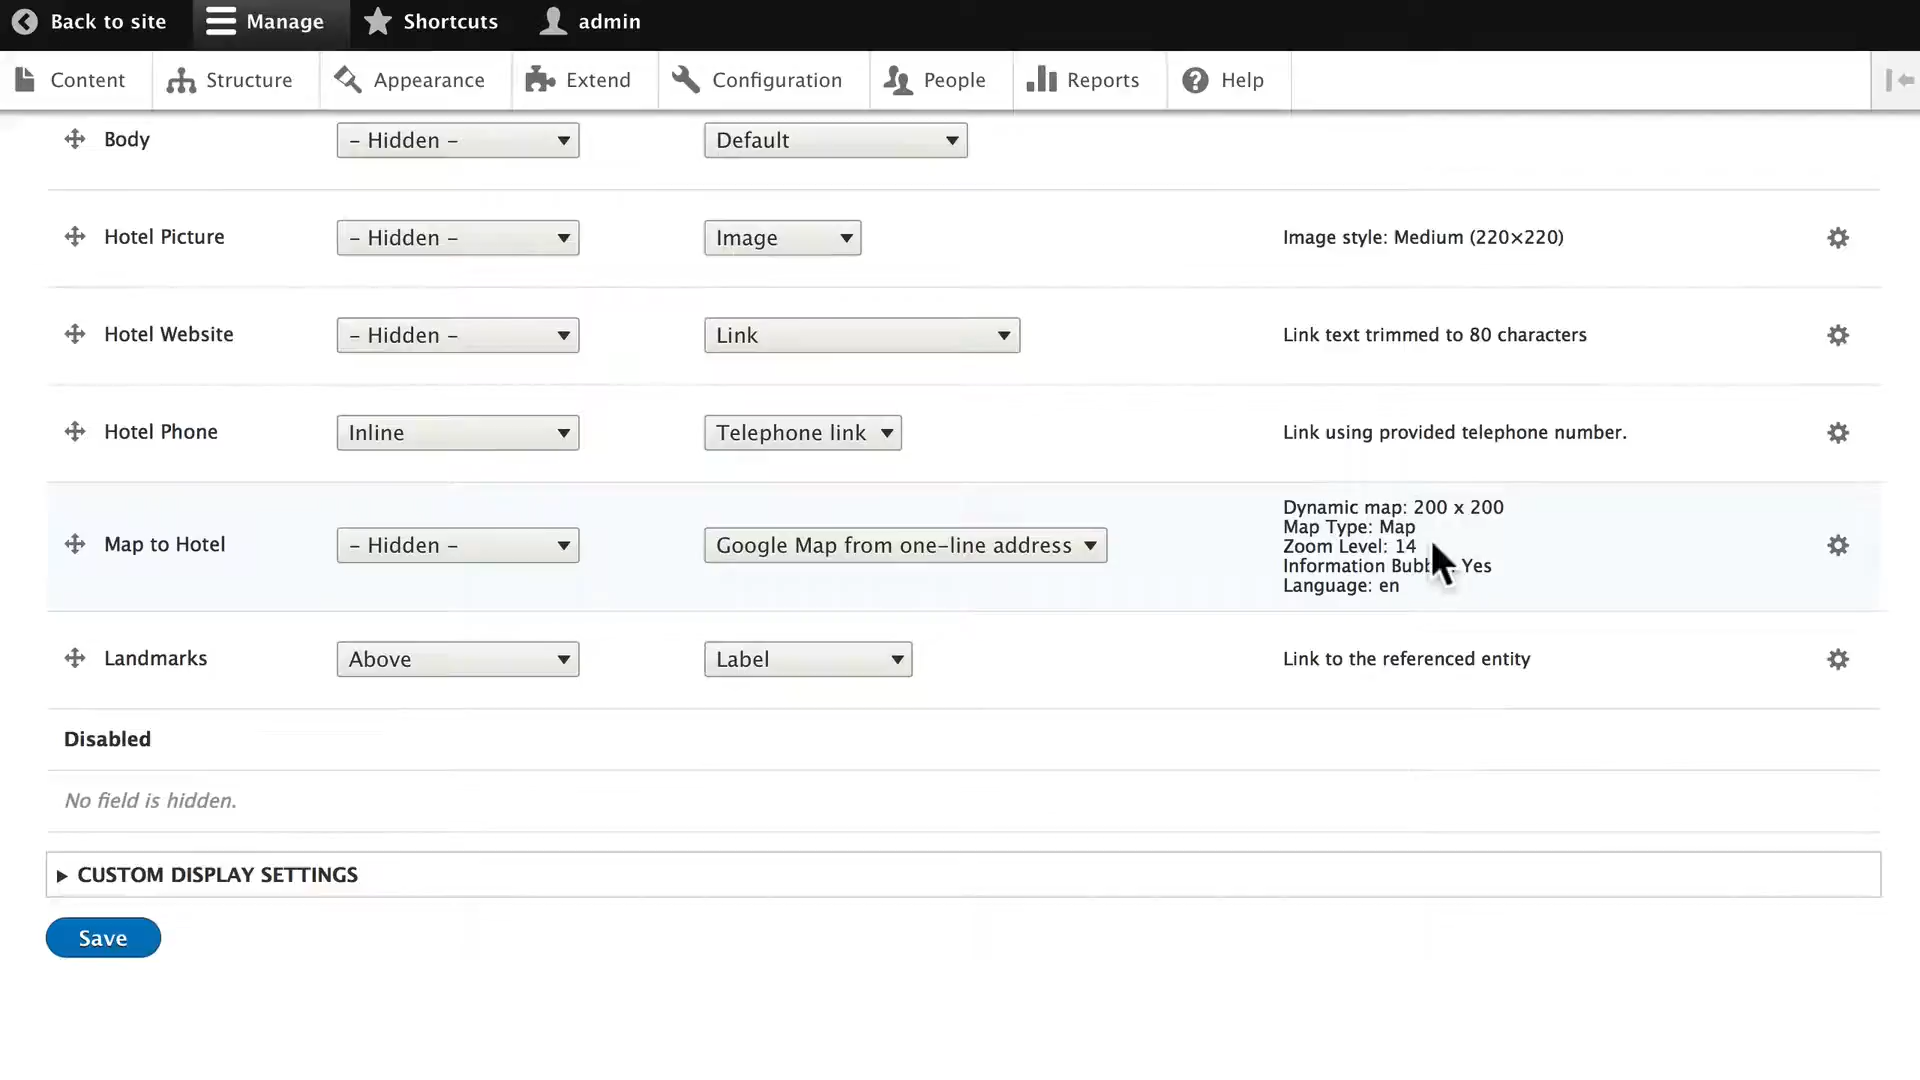 Back to site Manage Shortcuts admin
Content Structure Appearance Extend Configuration People Reports Help
Body - Hidden - Default
Hotel Picture - Hidden - Image Image style: Medium (220×220)
Hotel Website - Hidden - Link Link text trimmed to 80 characters
Hotel Phone Inline Telephone link Link using provided telephone number.
Map to Hotel - Hidden - Google Map from one-line address
Dynamic map: 200 x 200
Map Type: Map
Zoom Level: 14
Information Yes
Language: en
Landmarks Above Label Link to the referenced entity
Disabled
No field is hidden.
CUSTOM DISPLAY SETTINGS
Save